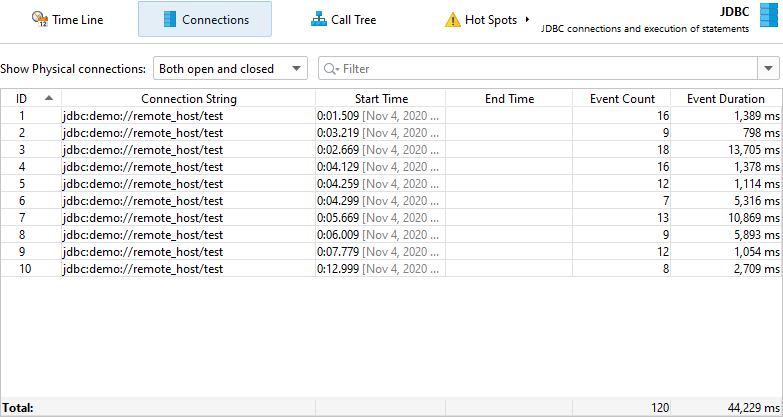 Time Line Connections Call Tree Hot Spots JDBC
JDBC connections and execution of statements
Show Physical connections: Both open and closed Filter
ID Connection String Start Time End Time Event Count Event Duration
1 jdbc:demo://remote_host/test 0:01.509 [Nov 4, 2020 ... 16 1,389 ms
2 jdbc:demo://remote_host/test 0:03.219 [Nov 4, 2020 ... 9 798 ms
3 jdbc:demo://remote_host/test 0:02.669 [Nov 4, 2020 ... 18 13,705 ms
4 jdbc:demo://remote_host/test 0:04.129 [Nov 4, 2020 ... 16 1,378 ms
5 jdbc:demo://remote_host/test 0:04.259 [Nov 4, 2020 ... 12 1,114 ms
6 jdbc:demo://remote_host/test 0:04.299 [Nov 4, 2020 ... 7 5,316 ms
7 jdbc:demo://remote_host/test 0:05.669 [Nov 4, 2020 ... 13 10,869 ms
8 jdbc:demo://remote_host/test 0:06.009 [Nov 4, 2020 ... 9 5,893 ms
9 jdbc:demo://remote_host/test 0:07.779 [Nov 4, 2020 ... 12 1,054 ms
10 jdbc:demo://remote_host/test 0:12.999 [Nov 4, 2020 ... 8 2,709 ms
Total: 120 44,229 ms